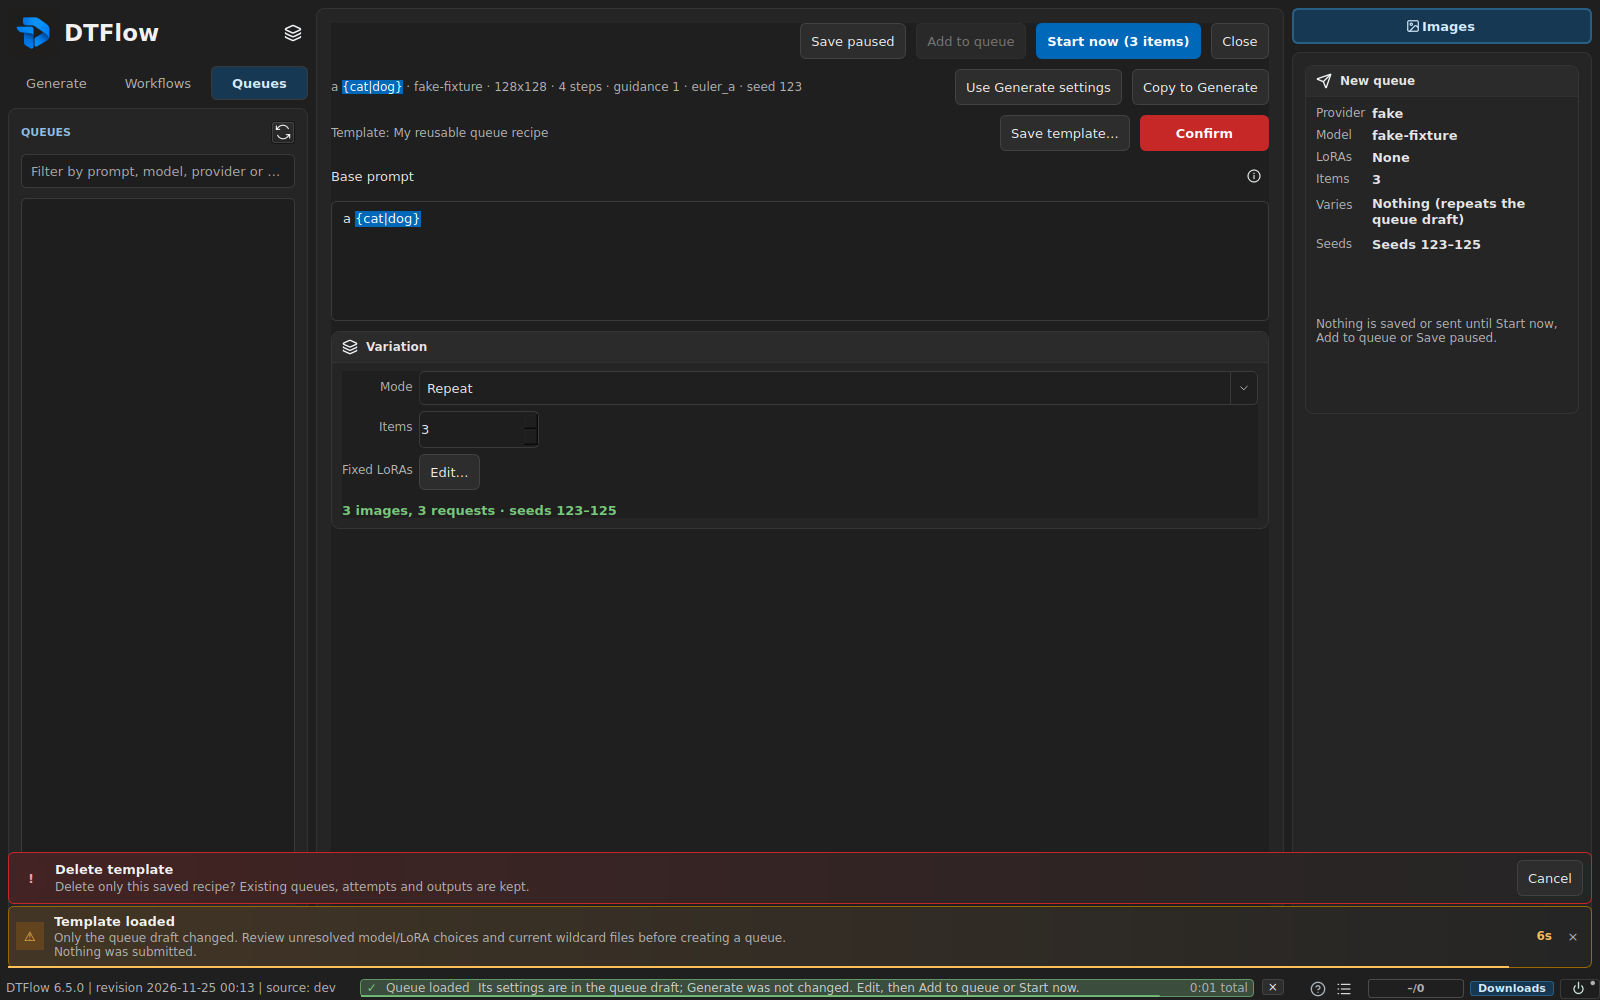 DTFlow
Generate
Workflows
Queues
QUEUES
Filter by prompt, model, provider or ...
Save paused
Add to queue
Start now (3 items)
Close
a {cat|dog} · fake-fixture · 128x128 · 4 steps · guidance 1 · euler_a · seed 123
Use Generate settings
Copy to Generate
Template: My reusable queue recipe
Save template...
Confirm
Base prompt
a {cat|dog}
Variation
Mode
Repeat
Items
3
Fixed LoRAs
Edit...
3 images, 3 requests · seeds 123–125
Images
New queue
Provider fake
Model fake-fixture
LoRAs None
Items 3
Varies Nothing (repeats the
queue draft)
Seeds Seeds 123–125
Nothing is saved or sent until Start now,
Add to queue or Save paused.
! Delete template
Delete only this saved recipe? Existing queues, attempts and outputs are kept.
Cancel
Template loaded
Only the queue draft changed. Review unresolved model/LoRA choices and current wildcard files before creating a queue.
Nothing was submitted.
6s ×
DTFlow 6.5.0 | revision 2026-11-25 00:13 | source: dev
✓ Queue loaded Its settings are in the queue draft; Generate was not changed. Edit, then Add to queue or Start now. 0:01 total
×
–/0
Downloads